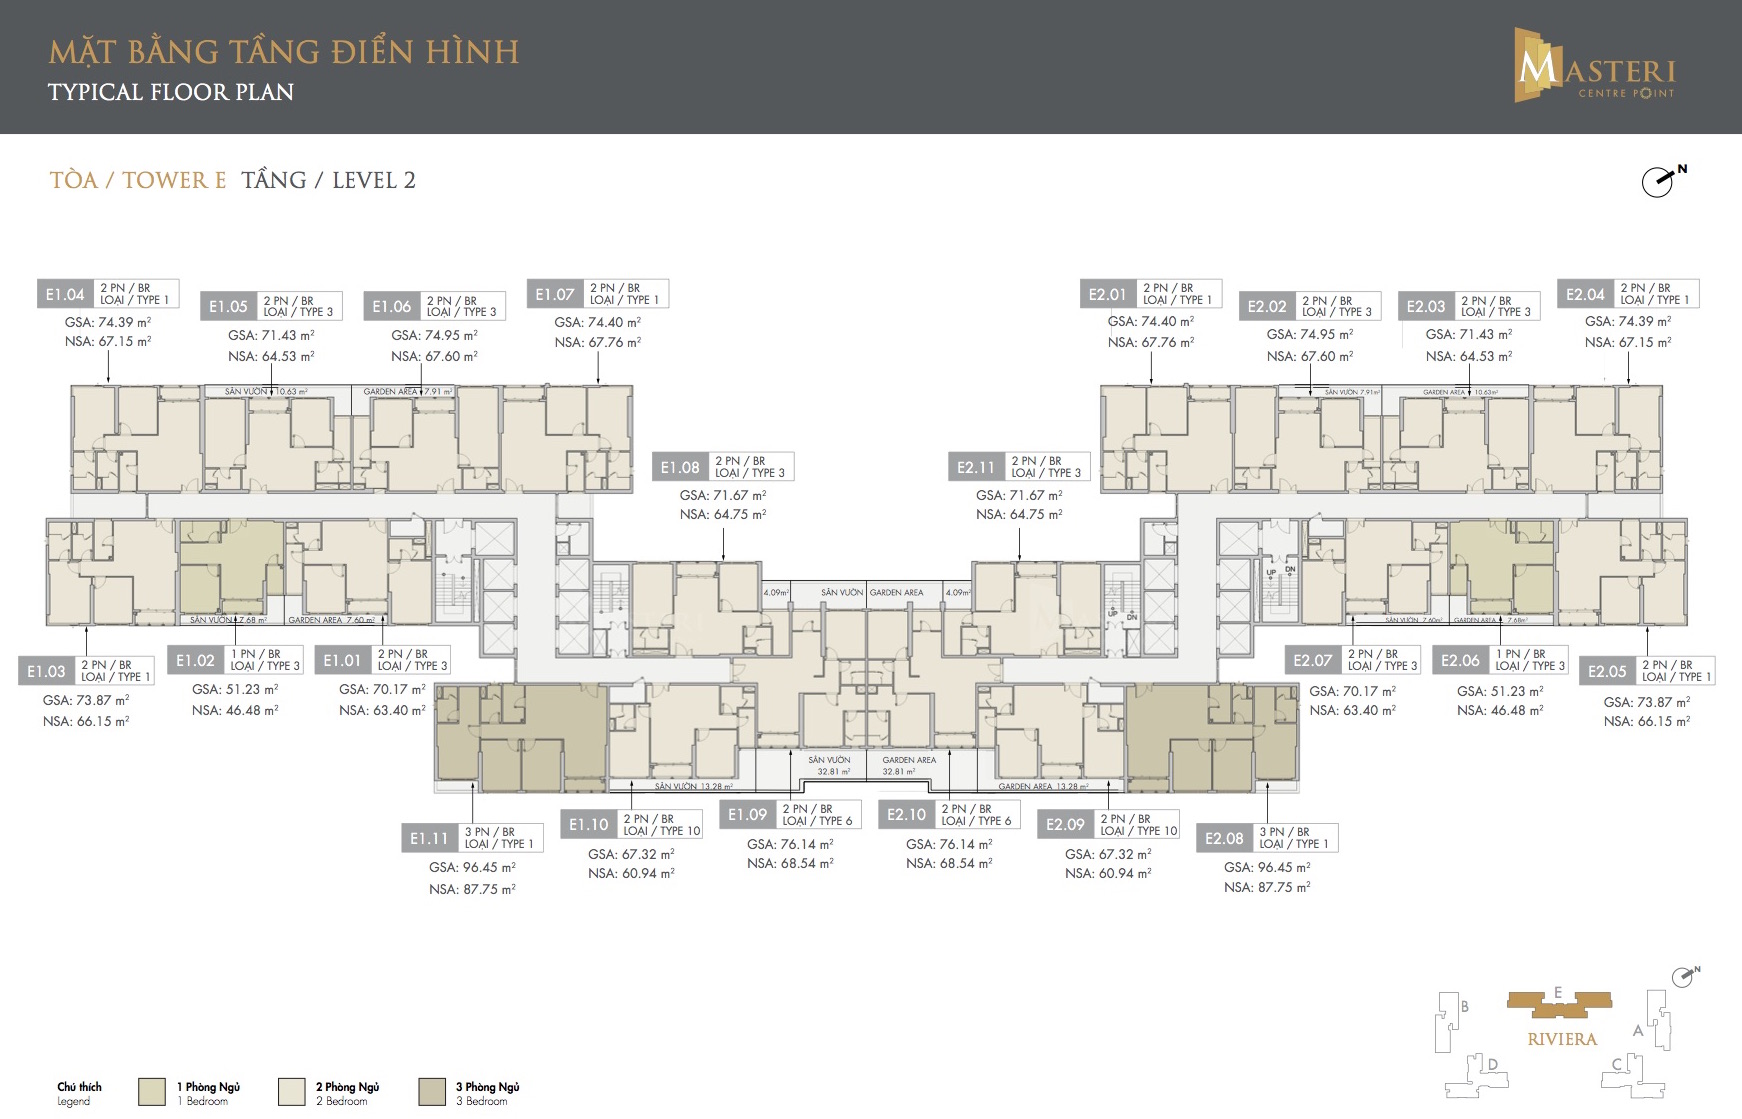 MẶT BẰNG TẦNG ĐIỂN HÌNH
TYPICAL FLOOR PLAN
MASTERI
CENTRE POINT
TÒA / TOWER E TẦNG / LEVEL 2
N
E1.04 2 PN / BR
LOẠI / TYPE 1
GSA: 74.39 m²
NSA: 67.15 m²
E1.05 2 PN / BR
LOẠI / TYPE 3
GSA: 71.43 m²
NSA: 64.53 m²
E1.06 2 PN / BR
LOẠI / TYPE 3
GSA: 74.95 m²
NSA: 67.60 m²
E1.07 2 PN / BR
LOẠI / TYPE 1
GSA: 74.40 m²
NSA: 67.76 m²
E2.01 2 PN / BR
LOẠI / TYPE 1
GSA: 74.40 m²
NSA: 67.76 m²
E2.02 2 PN / BR
LOẠI / TYPE 3
GSA: 74.95 m²
NSA: 67.60 m²
E2.03 2 PN / BR
LOẠI / TYPE 3
GSA: 71.43 m²
NSA: 64.53 m²
E2.04 2 PN / BR
LOẠI / TYPE 1
GSA: 74.39 m²
NSA: 67.15 m²
SÂN VƯỜN 10.63 m²
GARDEN AREA 7.91 m²
SÂN VƯỜN 7.91m²
GARDEN AREA 10.63m²
E1.08 2 PN / BR
LOẠI / TYPE 3
GSA: 71.67 m²
NSA: 64.75 m²
E2.11 2 PN / BR
LOẠI / TYPE 3
GSA: 71.67 m²
NSA: 64.75 m²
UP DN
4.09m² SÂN VƯỜN GARDEN AREA 4.09m²
UP
DN
SÂN VƯỜN 7.68 m²
GARDEN AREA 7.60 m²
SÂN VƯỜN 7.60m²
GARDEN AREA 7.68m²
E1.03 2 PN / BR
LOẠI / TYPE 1
GSA: 73.87 m²
NSA: 66.15 m²
E1.02 1 PN / BR
LOẠI / TYPE 3
GSA: 51.23 m²
NSA: 46.48 m²
E1.01 2 PN / BR
LOẠI / TYPE 3
GSA: 70.17 m²
NSA: 63.40 m²
E2.07 2 PN / BR
LOẠI / TYPE 3
GSA: 70.17 m²
NSA: 63.40 m²
E2.06 1 PN / BR
LOẠI / TYPE 3
GSA: 51.23 m²
NSA: 46.48 m²
E2.05 2 PN / BR
LOẠI / TYPE 1
GSA: 73.87 m²
NSA: 66.15 m²
SÂN VƯỜN
32.81 m²
GARDEN AREA
32.81 m²
SÂN VƯỜN 13.28 m²
GARDEN AREA 13.28 m²
E1.11 3 PN / BR
LOẠI / TYPE 1
GSA: 96.45 m²
NSA: 87.75 m²
E1.10 2 PN / BR
LOẠI / TYPE 10
GSA: 67.32 m²
NSA: 60.94 m²
E1.09 2 PN / BR
LOẠI / TYPE 6
GSA: 76.14 m²
NSA: 68.54 m²
E2.10 2 PN / BR
LOẠI / TYPE 6
GSA: 76.14 m²
NSA: 68.54 m²
E2.09 2 PN / BR
LOẠI / TYPE 10
GSA: 67.32 m²
NSA: 60.94 m²
E2.08 3 PN / BR
LOẠI / TYPE 1
GSA: 96.45 m²
NSA: 87.75 m²
N
B
E
A
RIVIERA
D
C
Chú thích
Legend
1 Phòng Ngủ
1 Bedroom
2 Phòng Ngủ
2 Bedroom
3 Phòng Ngủ
3 Bedroom